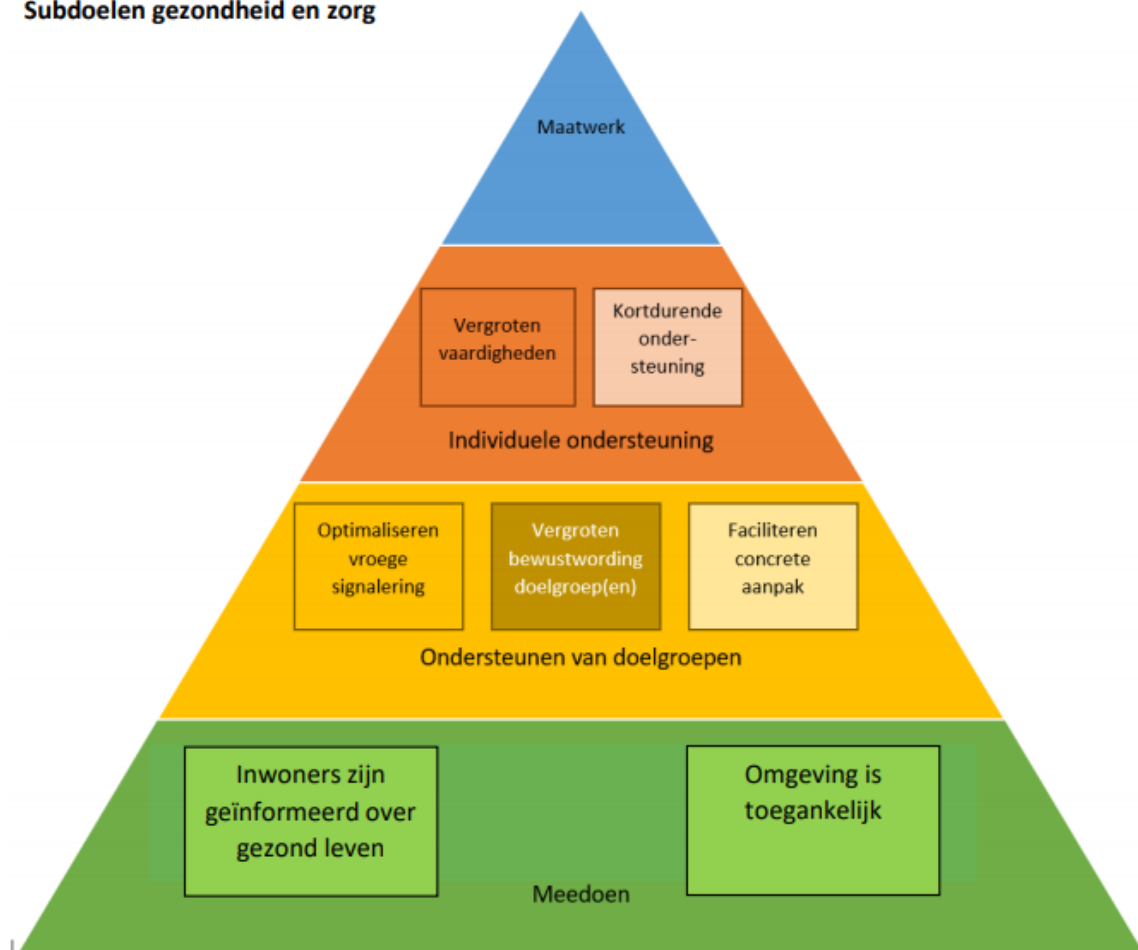 Subdoelen gezondheid en zorg
Maatwerk
Vergroten
vaardigheden
Kortdurende
onder-
steuning
Individuele ondersteuning
Optimaliseren
vroege
signalering
Vergroten
bewustwording
doelgroep(en)
Faciliteren
concrete
aanpak
Ondersteunen van doelgroepen
Inwoners zijn
geïnformeerd over
gezond leven
Omgeving is
toegankelijk
Meedoen